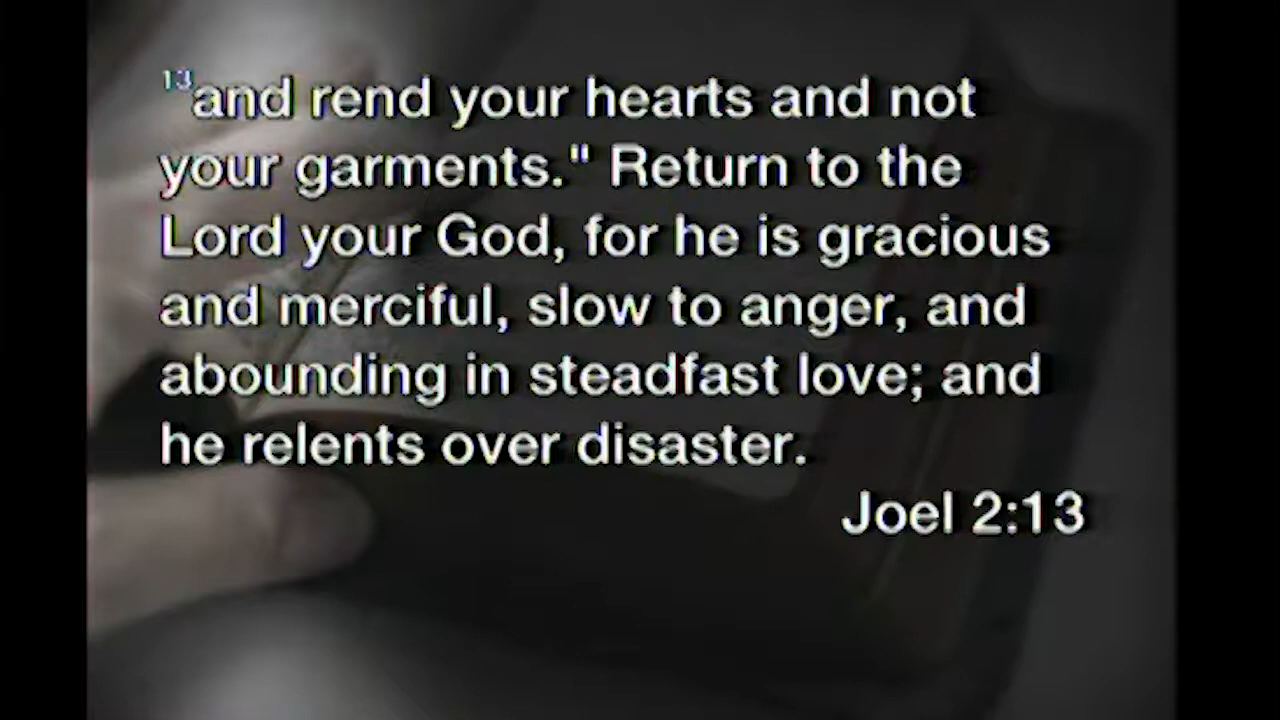 13and rend your hearts and not
your garments." Return to the
Lord your God, for he is gracious
and merciful, slow to anger, and
abounding in steadfast love; and
he relents over disaster.
Joel 2:13